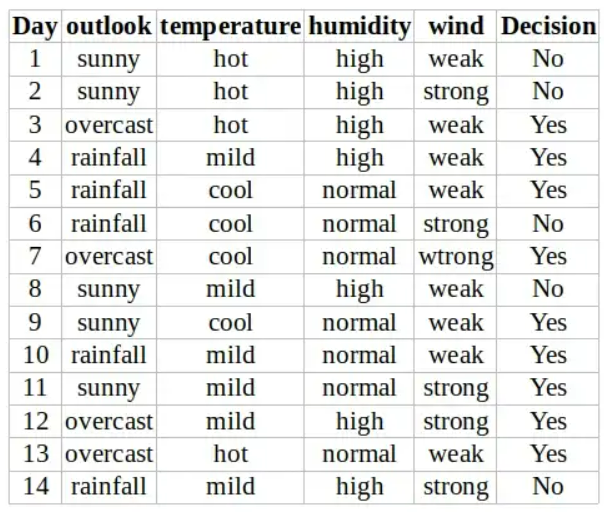 Day outlook temperature humidity wind Decision
1 sunny hot high weak No
2 sunny hot high strong No
3 overcast hot high weak Yes
4 rainfall mild high weak Yes
5 rainfall cool normal weak Yes
6 rainfall cool normal strong No
7 overcast cool normal wtrong Yes
8 sunny mild high weak No
9 sunny cool normal weak Yes
10 rainfall mild normal weak Yes
11 sunny mild normal strong Yes
12 overcast mild high strong Yes
13 overcast hot normal weak Yes
14 rainfall mild high strong No